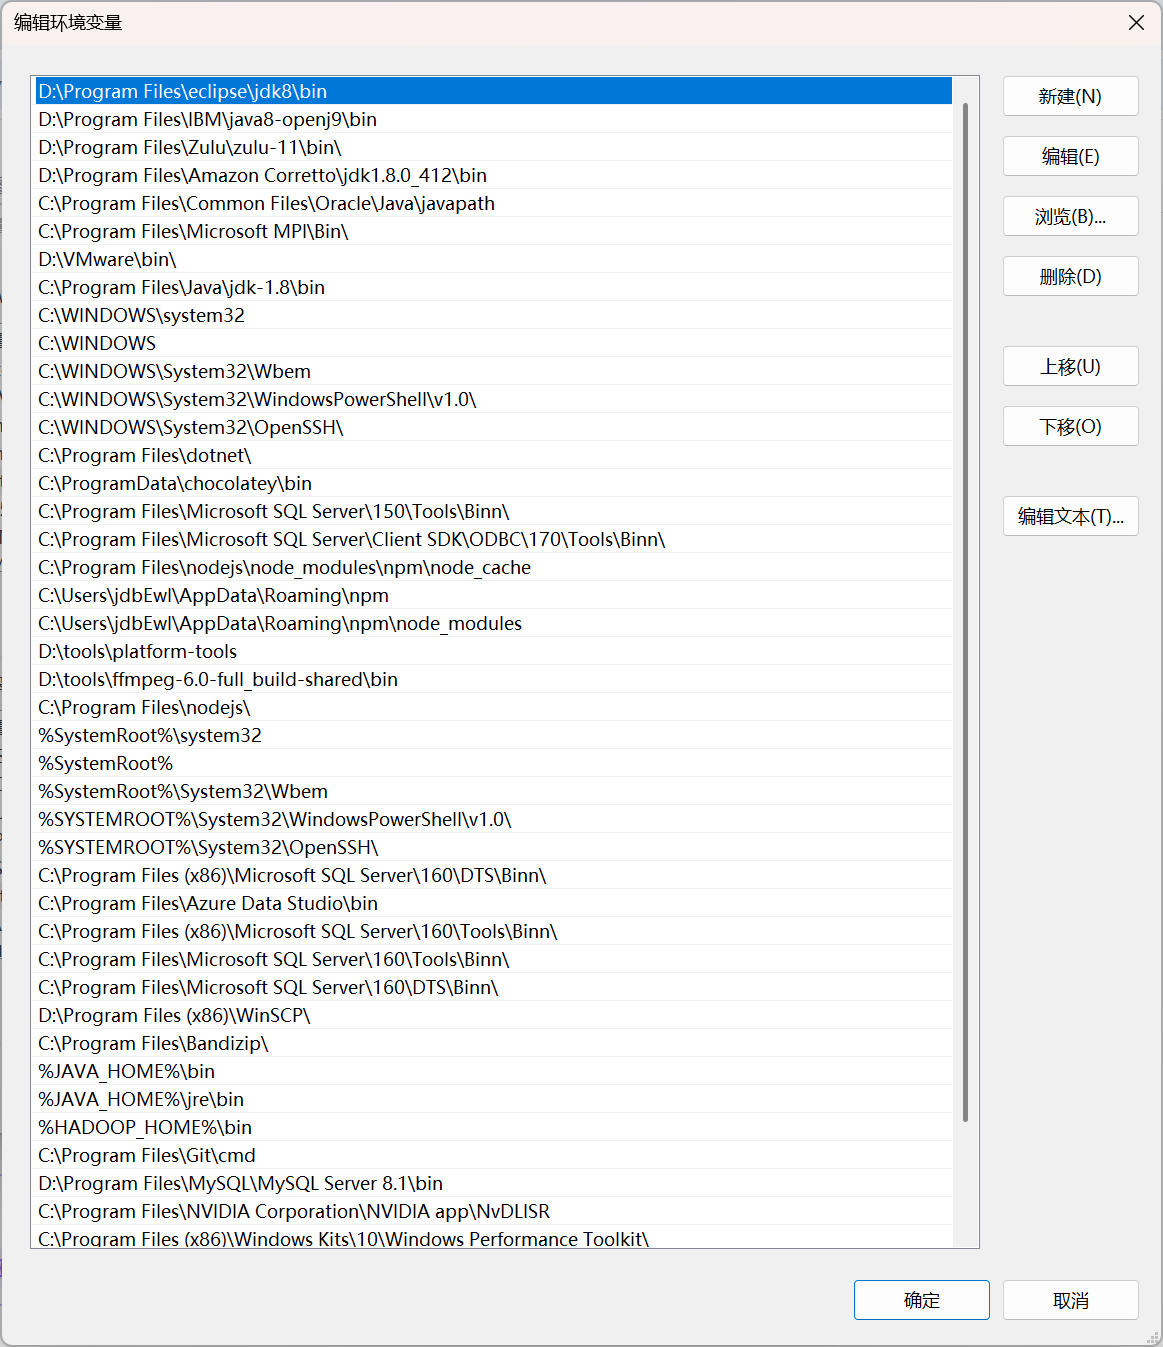 编辑环境变量
D:\Program Files\eclipse\jdk8\bin
D:\Program Files\IBM\java8-openj9\bin
D:\Program Files\Zulu\zulu-11\bin\
D:\Program Files\Amazon Corretto\jdk1.8.0_412\bin
C:\Program Files\Common Files\Oracle\Java\javapath
C:\Program Files\Microsoft MPI\Bin\
D:\VMware\bin\
C:\Program Files\Java\jdk-1.8\bin
C:\WINDOWS\system32
C:\WINDOWS
C:\WINDOWS\System32\Wbem
C:\WINDOWS\System32\WindowsPowerShell\v1.0\
C:\WINDOWS\System32\OpenSSH\
C:\Program Files\dotnet\
C:\ProgramData\chocolatey\bin
C:\Program Files\Microsoft SQL Server\150\Tools\Binn\
C:\Program Files\Microsoft SQL Server\Client SDK\ODBC\170\Tools\Binn\
C:\Program Files\nodejs\node_modules\npm\node_cache
C:\Users\jdbEwl\AppData\Roaming\npm
C:\Users\jdbEwl\AppData\Roaming\npm\node_modules
D:\tools\platform-tools
D:\tools\ffmpeg-6.0-full_build-shared\bin
C:\Program Files\nodejs\
%SystemRoot%\system32
%SystemRoot%
%SystemRoot%\System32\Wbem
%SYSTEMROOT%\System32\WindowsPowerShell\v1.0\
%SYSTEMROOT%\System32\OpenSSH\
C:\Program Files (x86)\Microsoft SQL Server\160\DTS\Binn\
C:\Program Files\Azure Data Studio\bin
C:\Program Files (x86)\Microsoft SQL Server\160\Tools\Binn\
C:\Program Files\Microsoft SQL Server\160\Tools\Binn\
C:\Program Files\Microsoft SQL Server\160\DTS\Binn\
D:\Program Files (x86)\WinSCP\
C:\Program Files\Bandizip\
%JAVA_HOME%\bin
%JAVA_HOME%\jre\bin
%HADOOP_HOME%\bin
C:\Program Files\Git\cmd
D:\Program Files\MySQL\MySQL Server 8.1\bin
C:\Program Files\NVIDIA Corporation\NVIDIA app\NvDLISR
C:\Program Files (x86)\Windows Kits\10\Windows Performance Toolkit\
新建(N)
编辑(E)
浏览(B)...
删除(D)
上移(U)
下移(O)
编辑文本(T)...
确定
取消